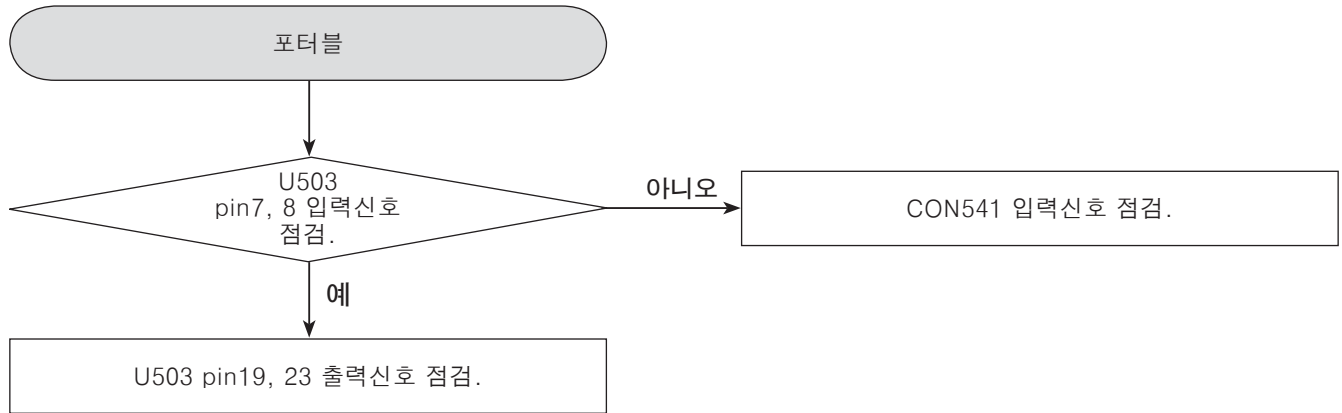 포터블
U503
pin7, 8 입력신호
점검.
아니오
CON541 입력신호 점검.
예
U503 pin19, 23 출력신호 점검.